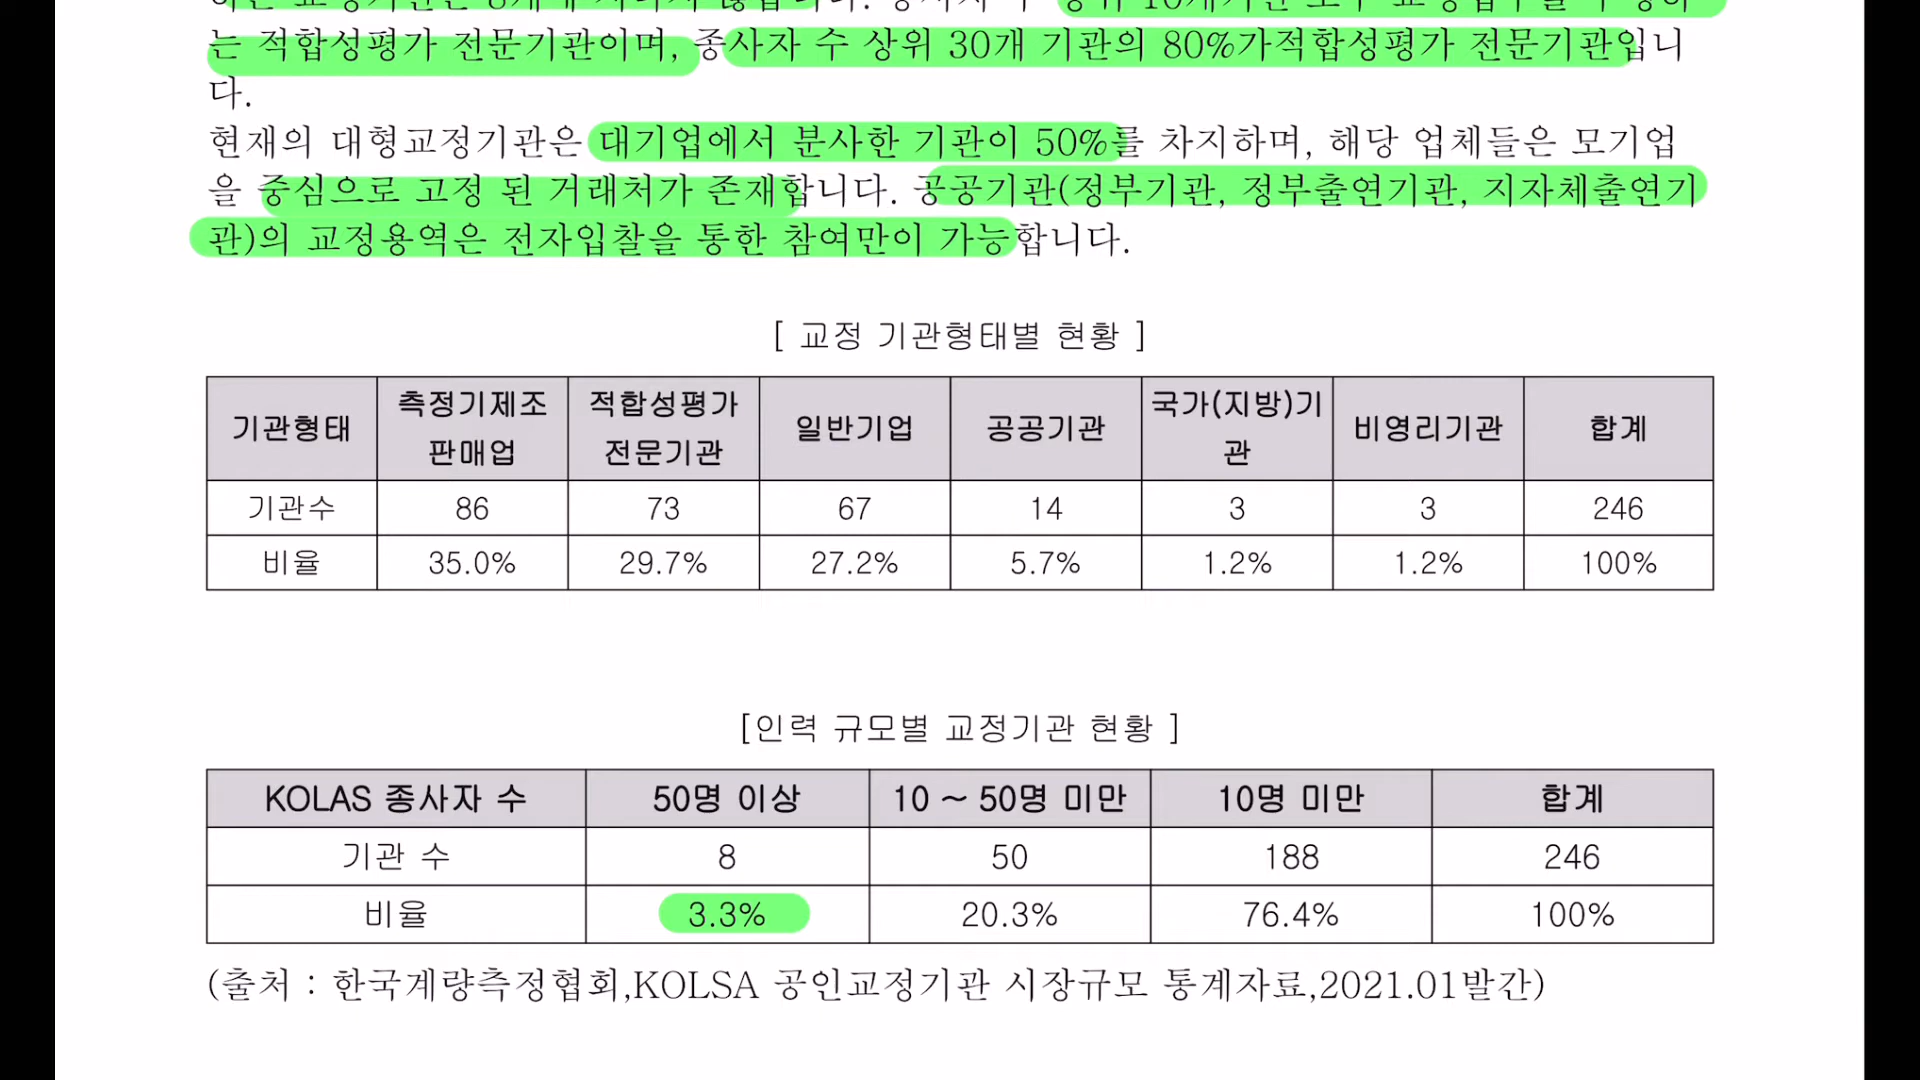 는 적합성평가 전문기관이며, 종사자 수 상위 30개 기관의 80%가적합성평가 전문기관입니
다.
현재의 대형교정기관은 대기업에서 분사한 기관이 50%를 차지하며, 해당 업체들은 모기업
을 중심으로 고정 된 거래처가 존재합니다. 공공기관(정부기관, 정부출연기관, 지자체출연기
관)의 교정용역은 전자입찰을 통한 참여만이 가능합니다.
[ 교정 기관형태별 현황 ]
기관형태 측정기제조 판매업 적합성평가 전문기관 일반기업 공공기관 국가(지방)기관 비영리기관 합계
기관수 86 73 67 14 3 3 246
비율 35.0% 29.7% 27.2% 5.7% 1.2% 1.2% 100%
[인력 규모별 교정기관 현황 ]
KOLAS 종사자 수 50명 이상 10 ~ 50명 미만 10명 미만 합계
기관 수 8 50 188 246
비율 3.3% 20.3% 76.4% 100%
(출처 : 한국계량측정협회,KOLSA 공인교정기관 시장규모 통계자료,2021.01발간)